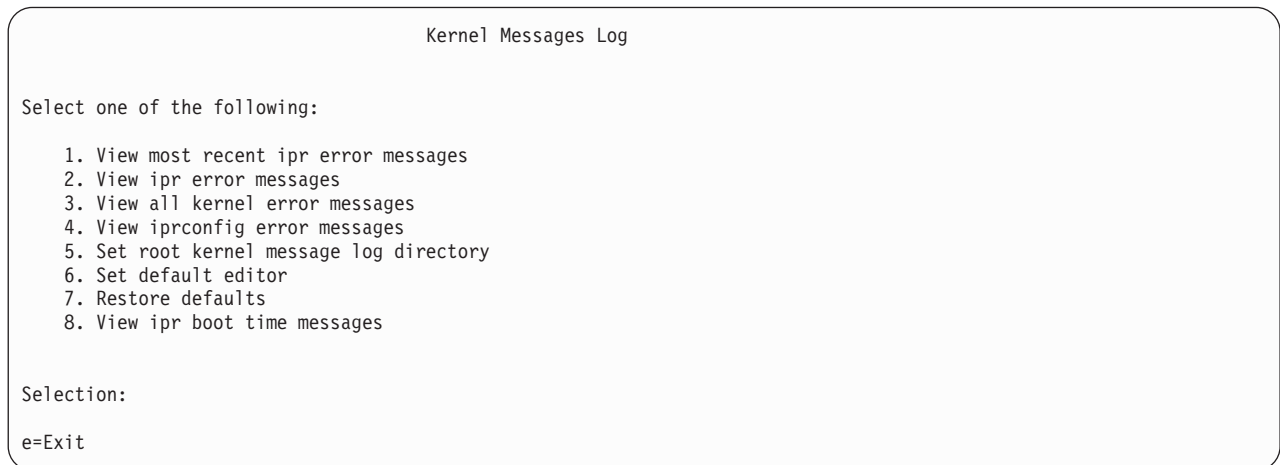 Kernel Messages Log
Select one of the following:
1. View most recent ipr error messages
2. View ipr error messages
3. View all kernel error messages
4. View iprconfig error messages
5. Set root kernel message log directory
6. Set default editor
7. Restore defaults
8. View ipr boot time messages
Selection:
e=Exit